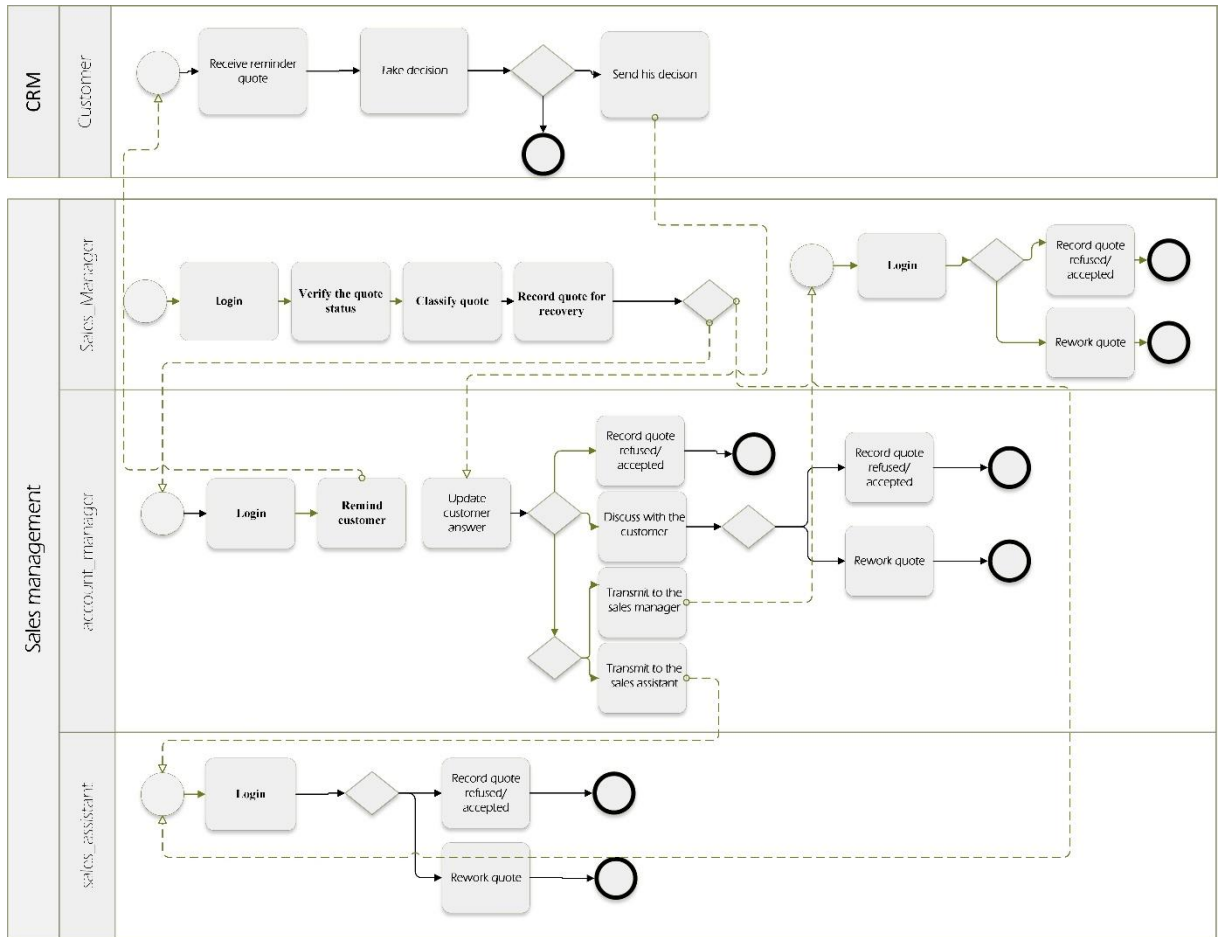 CRM
Customer
Receive reminder
quote
Take decision
Send his decison
Sales management
Sales_Manager
Login
Verify the quote
status
Classify quote
Record quote for
recovery
Login
Record quote
refused/
accepted
Rework quote
account_manager
Login
Remind
customer
Update
customer
answer
Record quote
refused/
accepted
Discuss with the
customer
Transmit to the
sales manager
Transmit to the
sales assistant
Record quote
refused/
accepted
Rework quote
sales_assistant
Login
Record quote
refused/
accepted
Rework quote